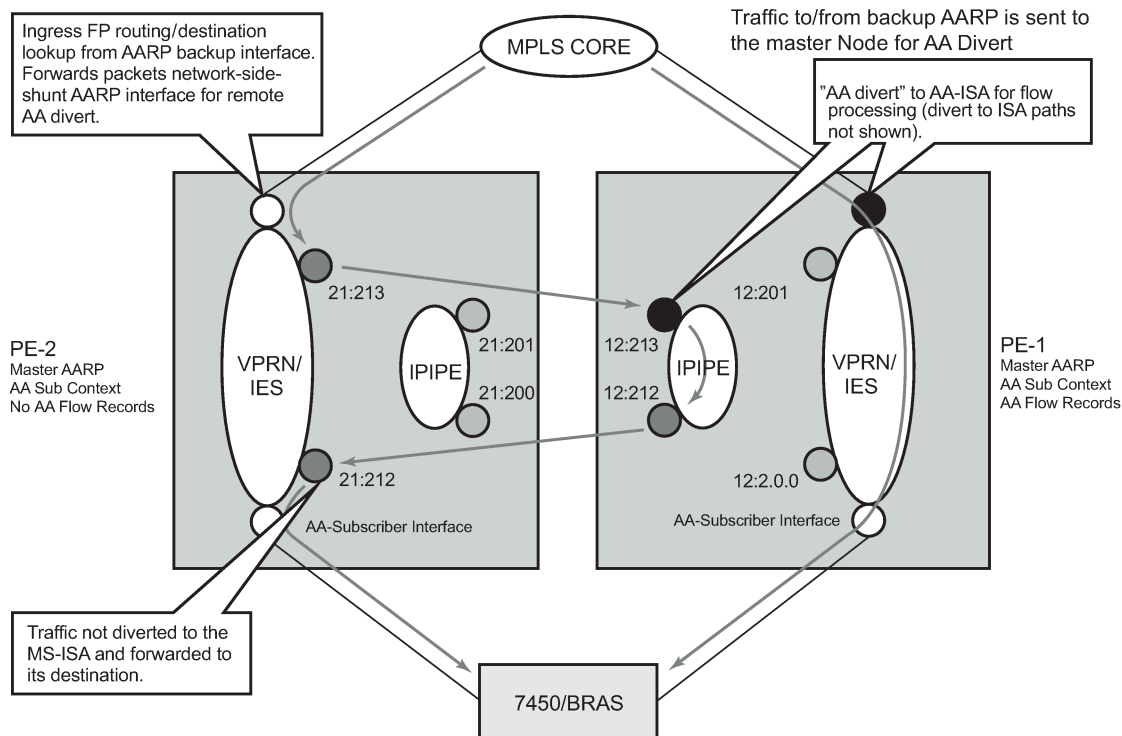 Ingress FP routing/destination
lookup from AARP backup interface.
Forwards packets network-side-
shunt AARP interface for remote
AA divert.
MPLS CORE
Traffic to/from backup AARP is sent to
the master Node for AA Divert
”AA divert” to AA-ISA for flow
processing (divert to ISA paths
not shown).
21:213
12:201
21:201
12:213
PE-2
Master AARP
AA Sub Context
No AA Flow Records
VPRN/
IES
IPIPE
IPIPE
VPRN/
IES
PE-1
Master AARP
AA Sub Context
AA Flow Records
21:200
12:212
21:212
12:2.0.0
AA-Subscriber Interface
AA-Subscriber Interface
Traffic not diverted to the
MS-ISA and forwarded to
its destination.
7450/BRAS